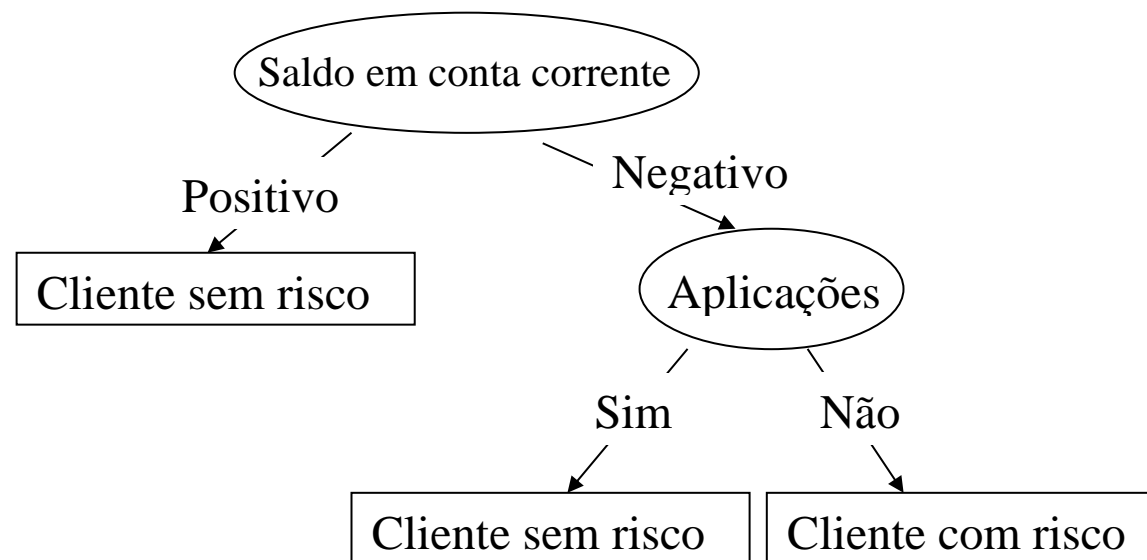 Saldo em conta corrente
Positivo
Negativo
Cliente sem risco
Aplicações
Sim
Não
Cliente sem risco
Cliente com risco